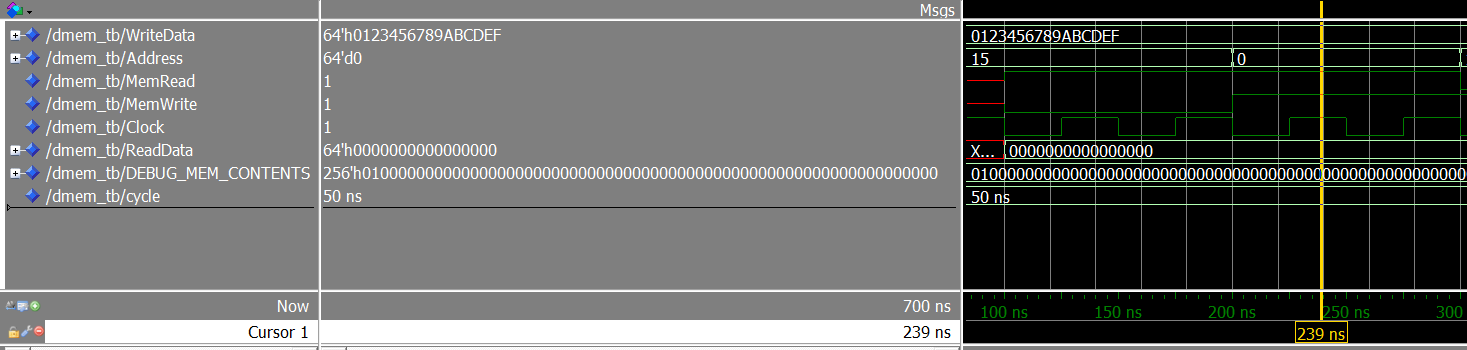 Msgs
/dmem_tb/WriteData 64'h0123456789ABCDEF 0123456789ABCDEF
/dmem_tb/Address 64'd0 15 0
/dmem_tb/MemRead 1
/dmem_tb/MemWrite 1
/dmem_tb/Clock 1
/dmem_tb/ReadData 64'h0000000000000000 X... 0000000000000000
/dmem_tb/DEBUG_MEM_CONTENTS 256'h0100000000000000000000000000000000000000000000000000000000000000 0100000000000000000000000000000000000000000000000000000
/dmem_tb/cycle 50 ns 50 ns
Now 700 ns 100 ns 150 ns 200 ns 250 ns 300
Cursor 1 239 ns 239 ns